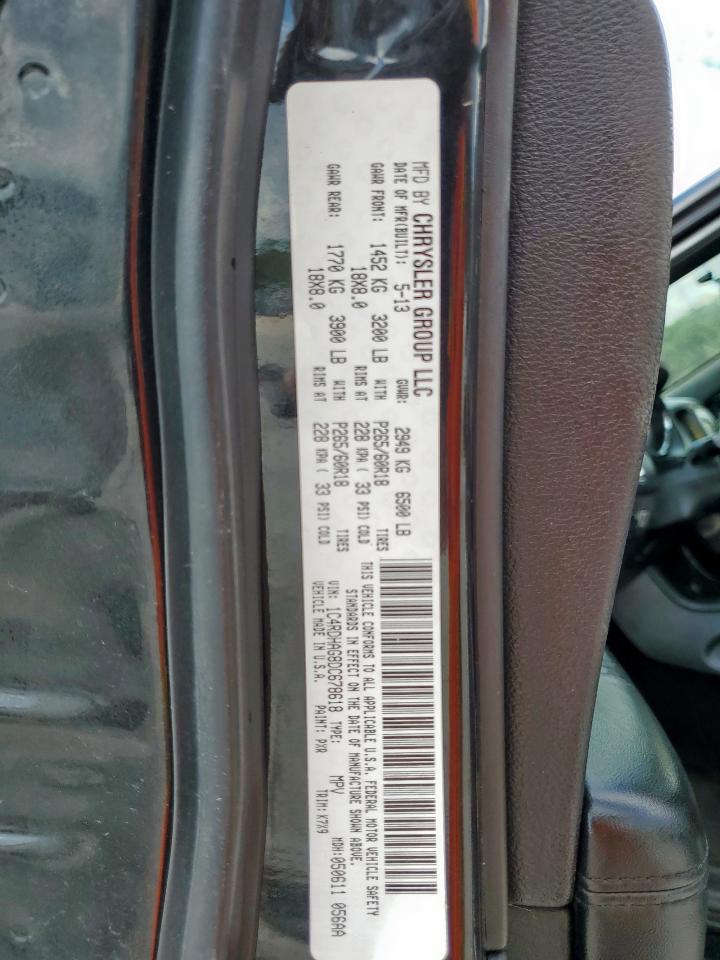 MFD BY CHRYSLER GROUP LLC
DATE OF MFR(BUILT): 5-13 GVWR: 2949 KG 6500 LB
GAWR FRONT: 1452 KG 3200 LB WITH P265/60R18 TIRES
18X8.0 RIMS AT 228 KPA ( 33 PSI) COLD
GAWR REAR: 1770 KG 3900 LB WITH P265/60R18 TIRES
18X8.0 RIMS AT 228 KPA ( 33 PSI) COLD
THIS VEHICLE CONFORMS TO ALL APPLICABLE U.S.A. FEDERAL MOTOR VEHICLE SAFETY
STANDARDS IN EFFECT ON THE DATE OF MANUFACTURE SHOWN ABOVE.
VIN: 1C4RDHAG8DC678618 TYPE: MPV MDH:050611 056AA
VEHICLE MADE IN U.S.A. PAINT: PXR TRIM: K7X9